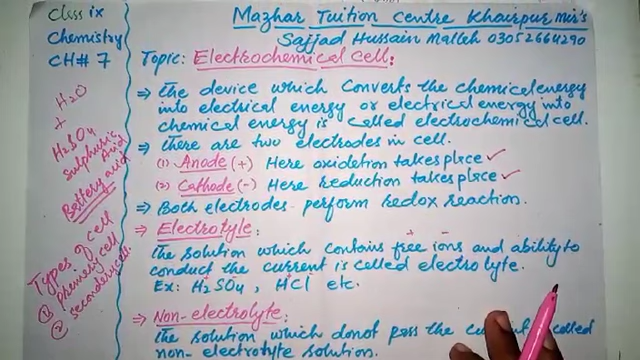 Class ix
Chemistry
CH# 7
Mazhar Tuition Centre Khairpur Mir's
Sajjad Hussain Malleh 03052664290
Topic: Electrochemical cell:
⇒ The device which converts the chemical energy
into electrical energy or electrical energy into
chemical energy is called electrochemical cell.
⇒ There are two electrodes in cell.
(1) Anode (+) Here oxidetion takes place ✓
(2) Cathode (-) Here reduction takes place ✓
⇒ Both electrodes perform redox reaction.
⇒ Electrotyle:
+ -
The solution which contains free ions and ability to
conduct the current is called electrolyte.
Ex: H₂SO₄, HCl etc.
⇒ Non-electrolyte:
The solution which donot pass the called
non-electrolyte solution.
H₂O
+
H₂SO₄
Sulphuric
Acid
Battery acid
Types of cell
① primery cell
② seconderycell